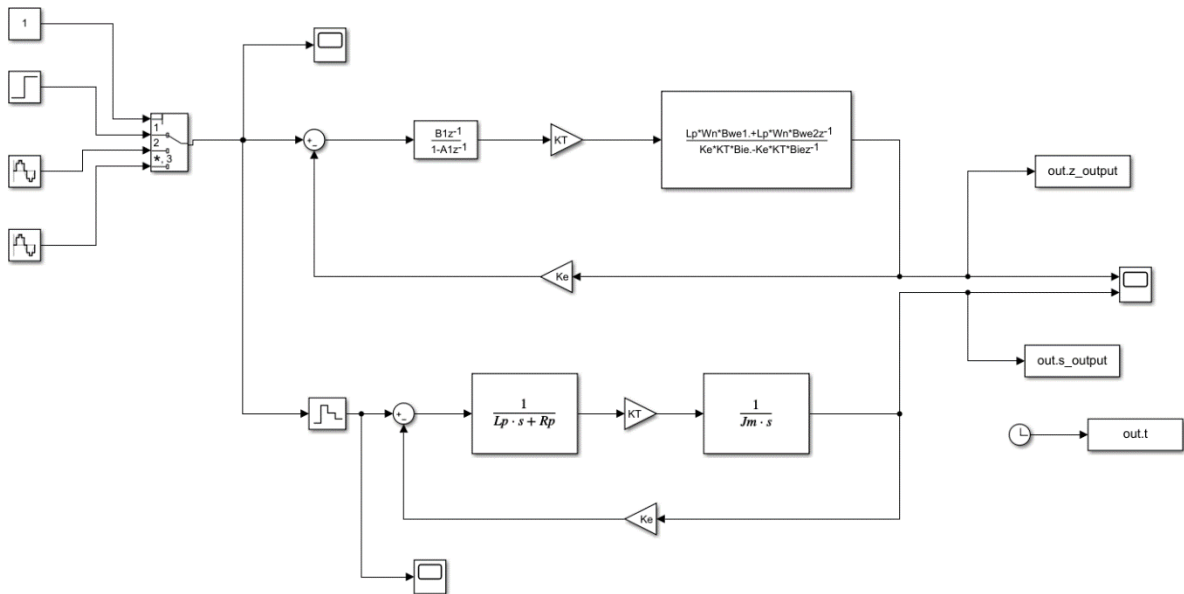 1
1
2
*, 3
+
-
B1z-1
1-A1z-1
KT
Lp*Wn*Bwe1.+Lp*Wn*Bwe2z-1
Ke*KT*Bie.-Ke*KT*Biez-1
out.z_output
Ke
out.s_output
+
-
1
Lp · s + Rp
KT
1
Jm · s
out.t
Ke